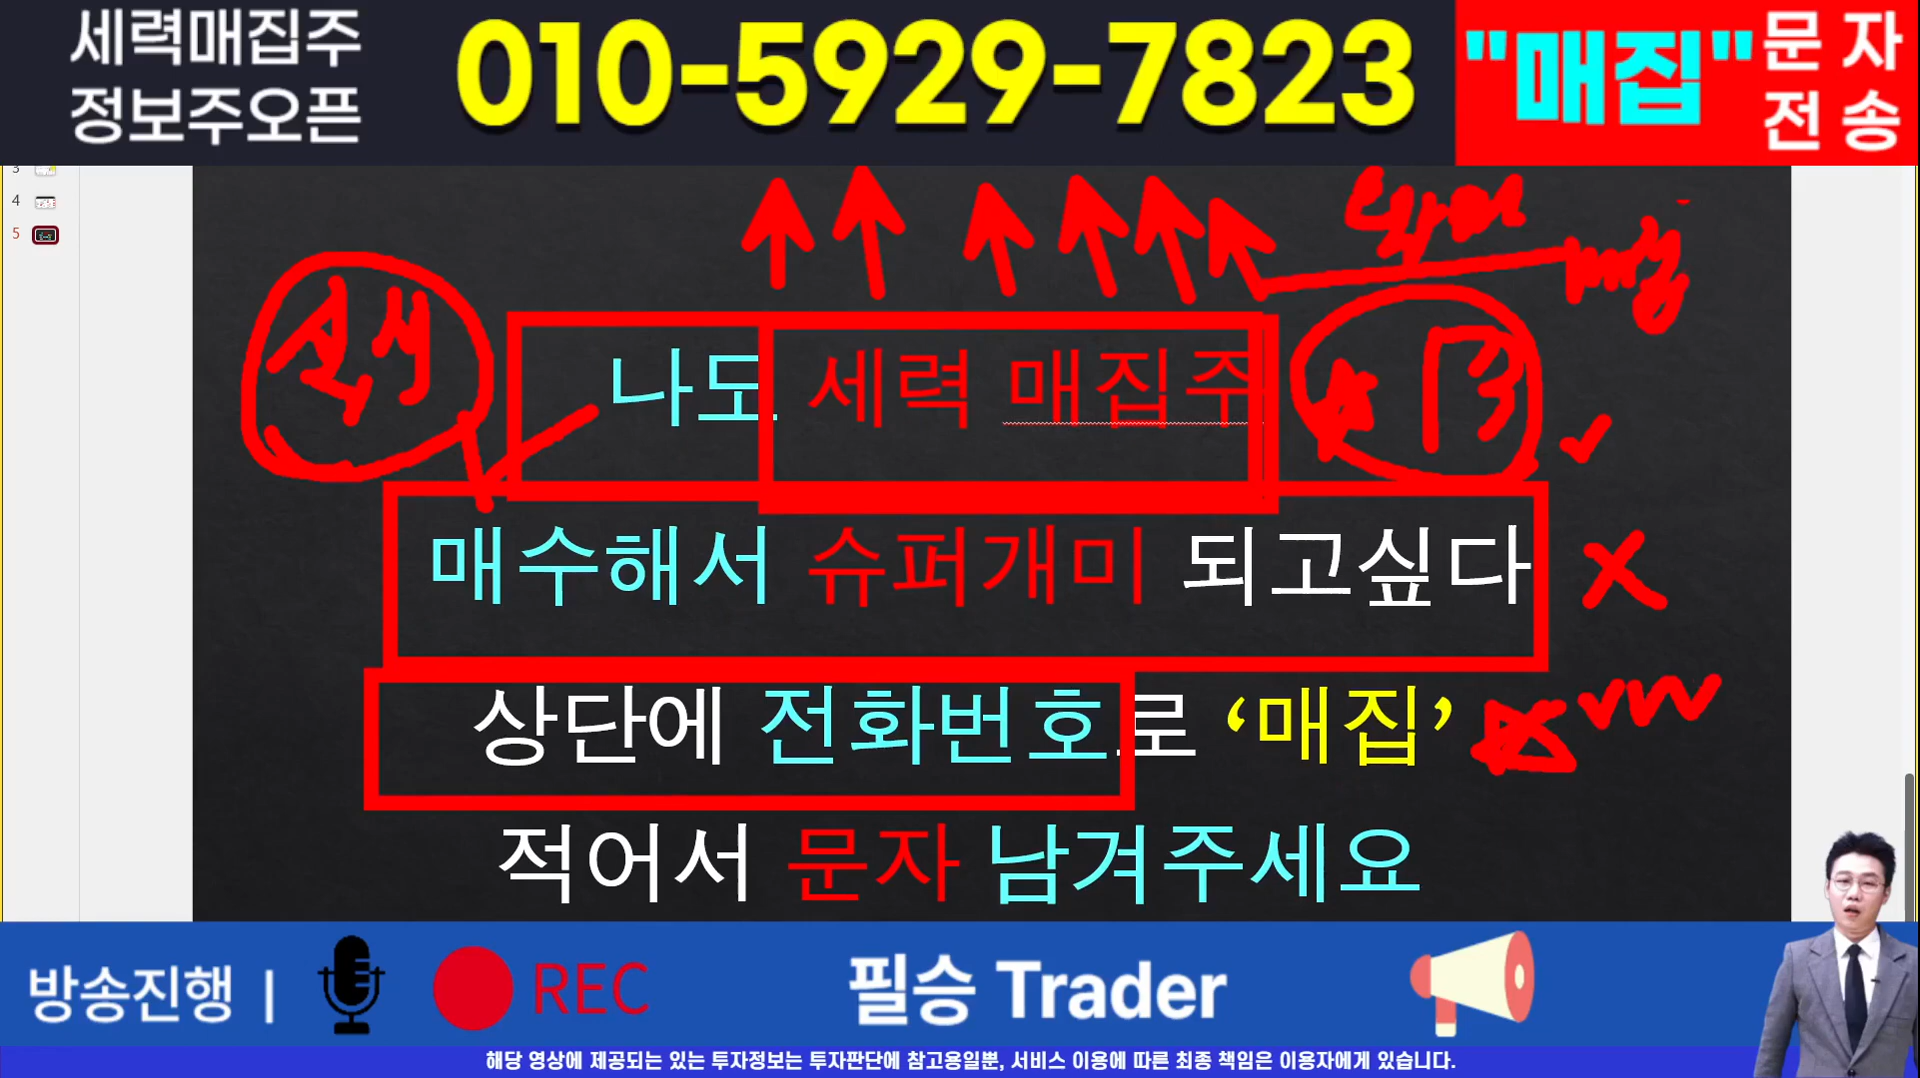 세력매집주
정보주오픈
010-5929-7823
"매집"
문자
전송
3
4
5
나도 세력 매집주
매수해서 슈퍼개미 되고싶다
상단에 전화번호로 ‘매집’
적어서 문자 남겨주세요
방송진행 |
REC
필승 Trader
해당 영상에 제공되는 있는 투자정보는 투자판단에 참고용일뿐, 서비스 이용에 따른 최종 책임은 이용자에게 있습니다.